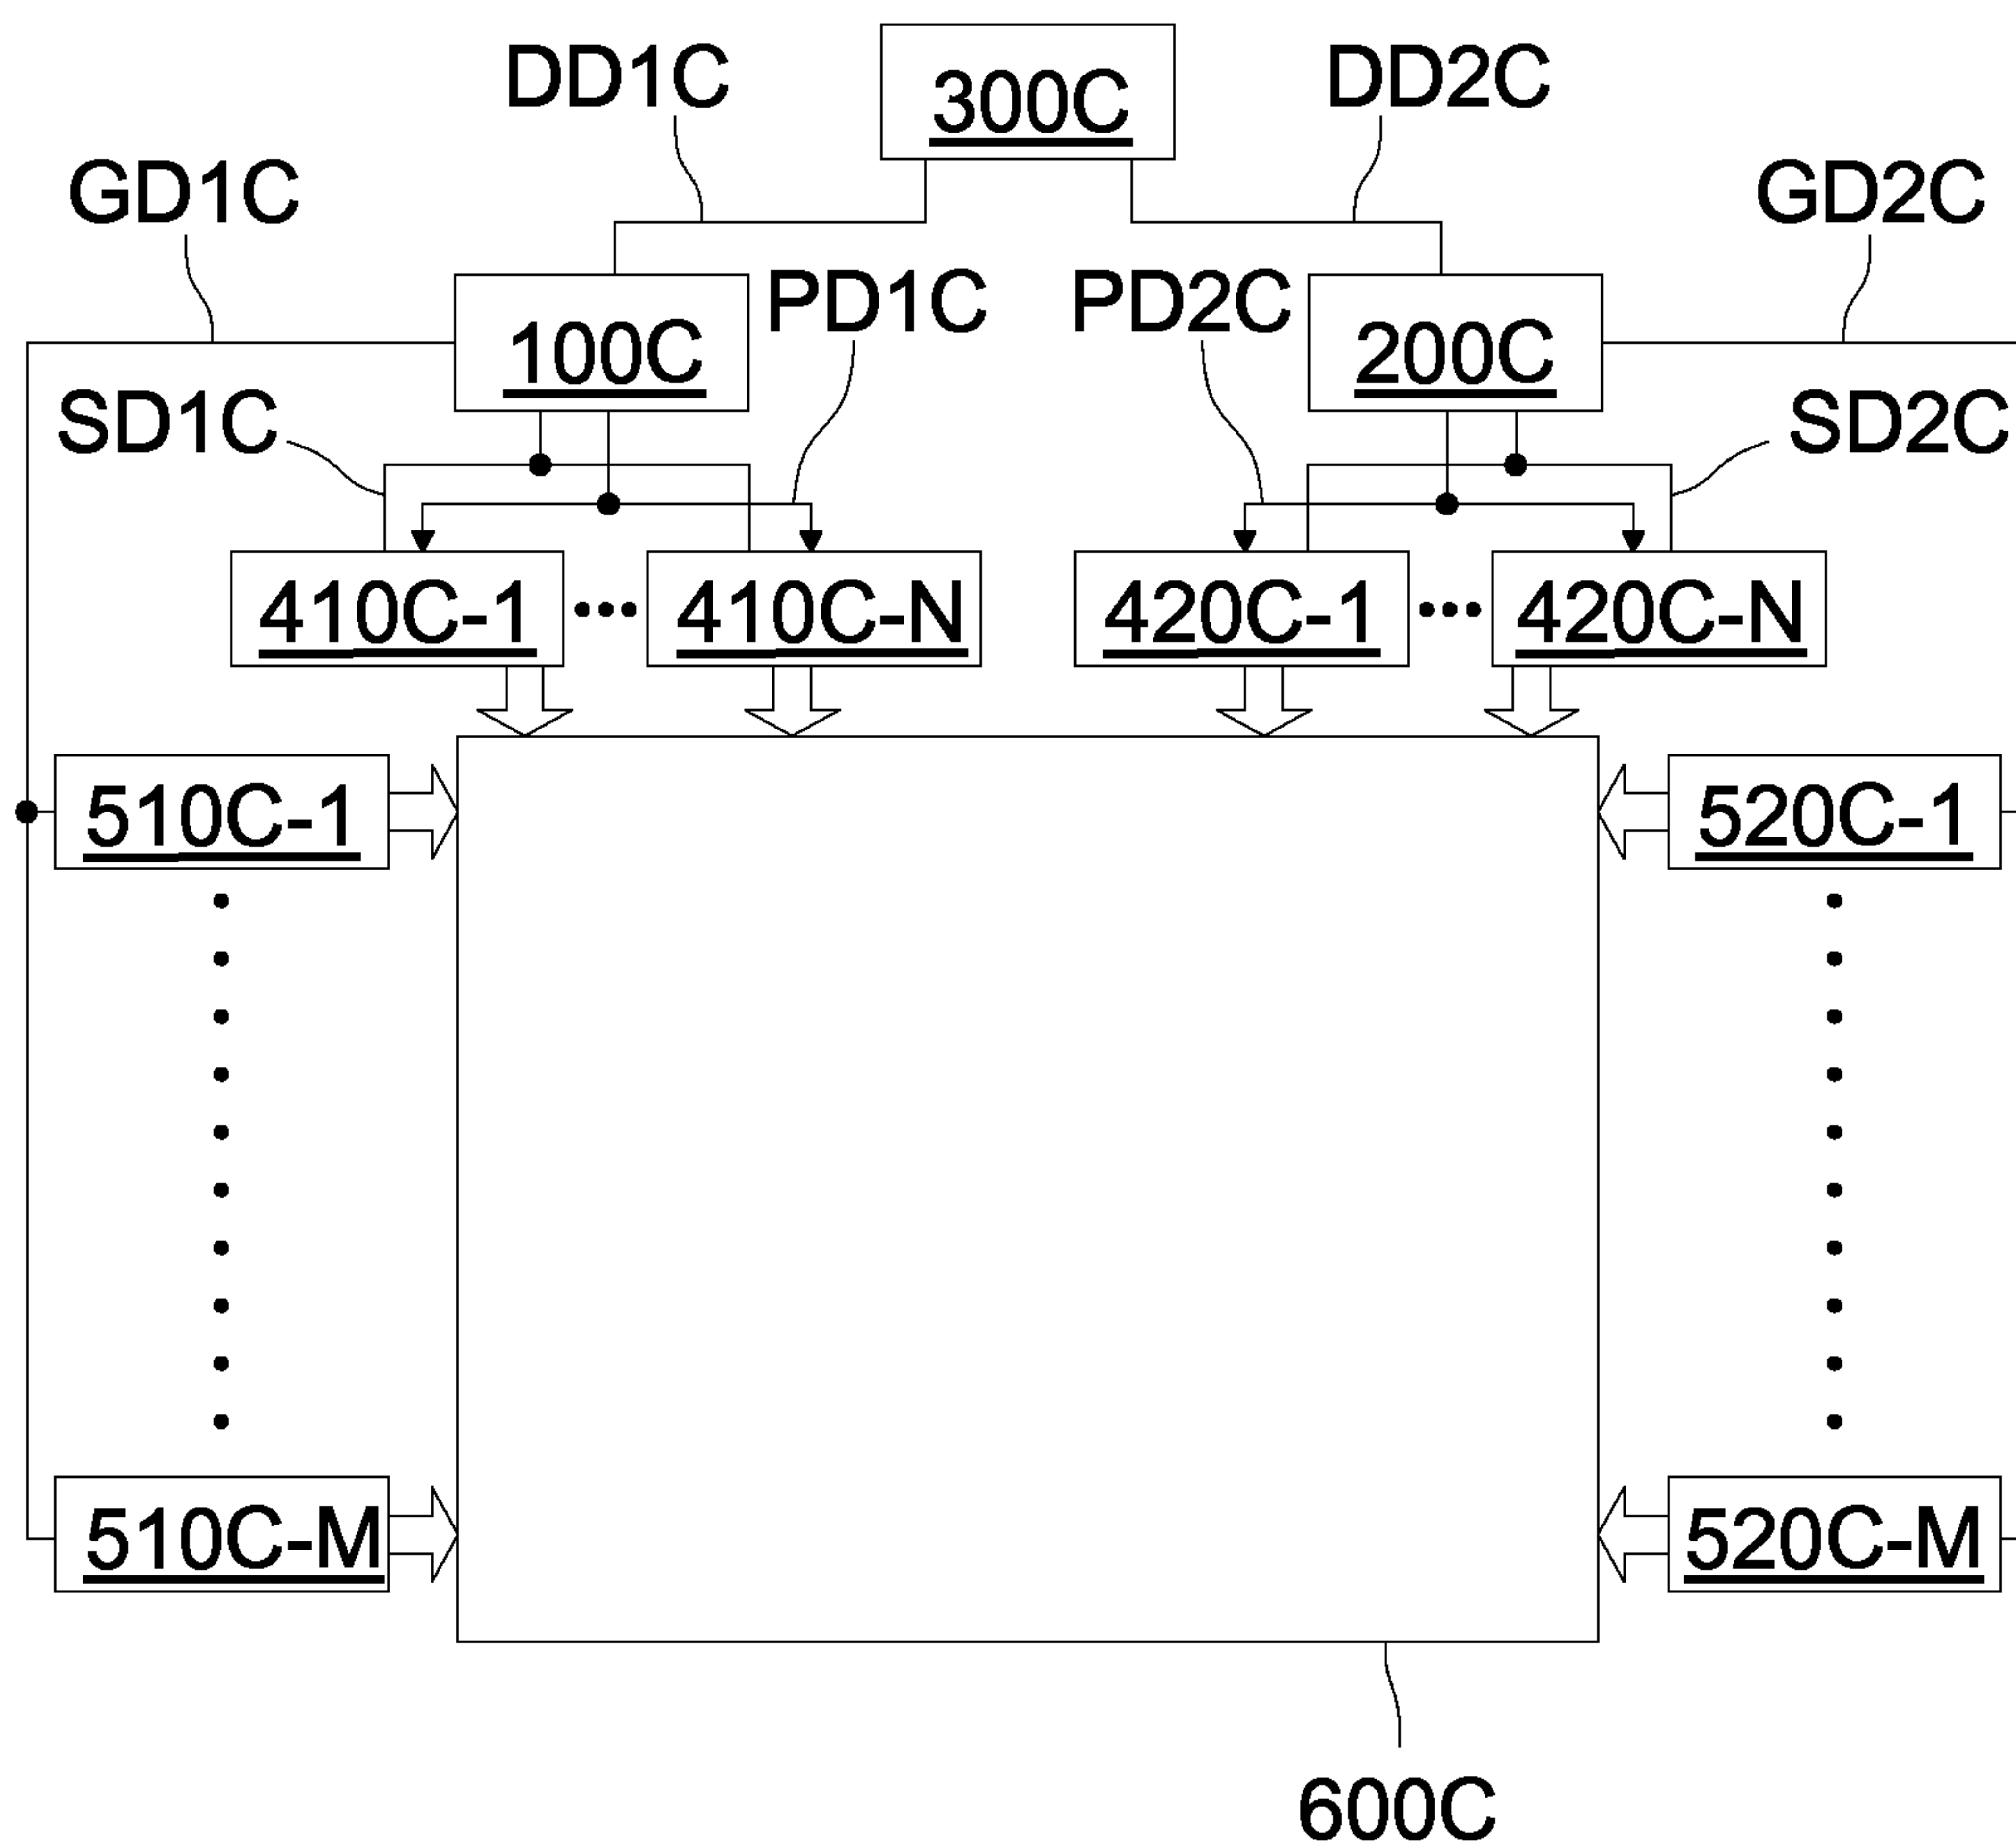 DD1C
300C
DD2C
GD1C
GD2C
PD1C
PD2C
100C
200C
SD1C
SD2C
410C-1
410C-N
420C-1
420C-N
510C-1
520C-1
510C-M
520C-M
600C